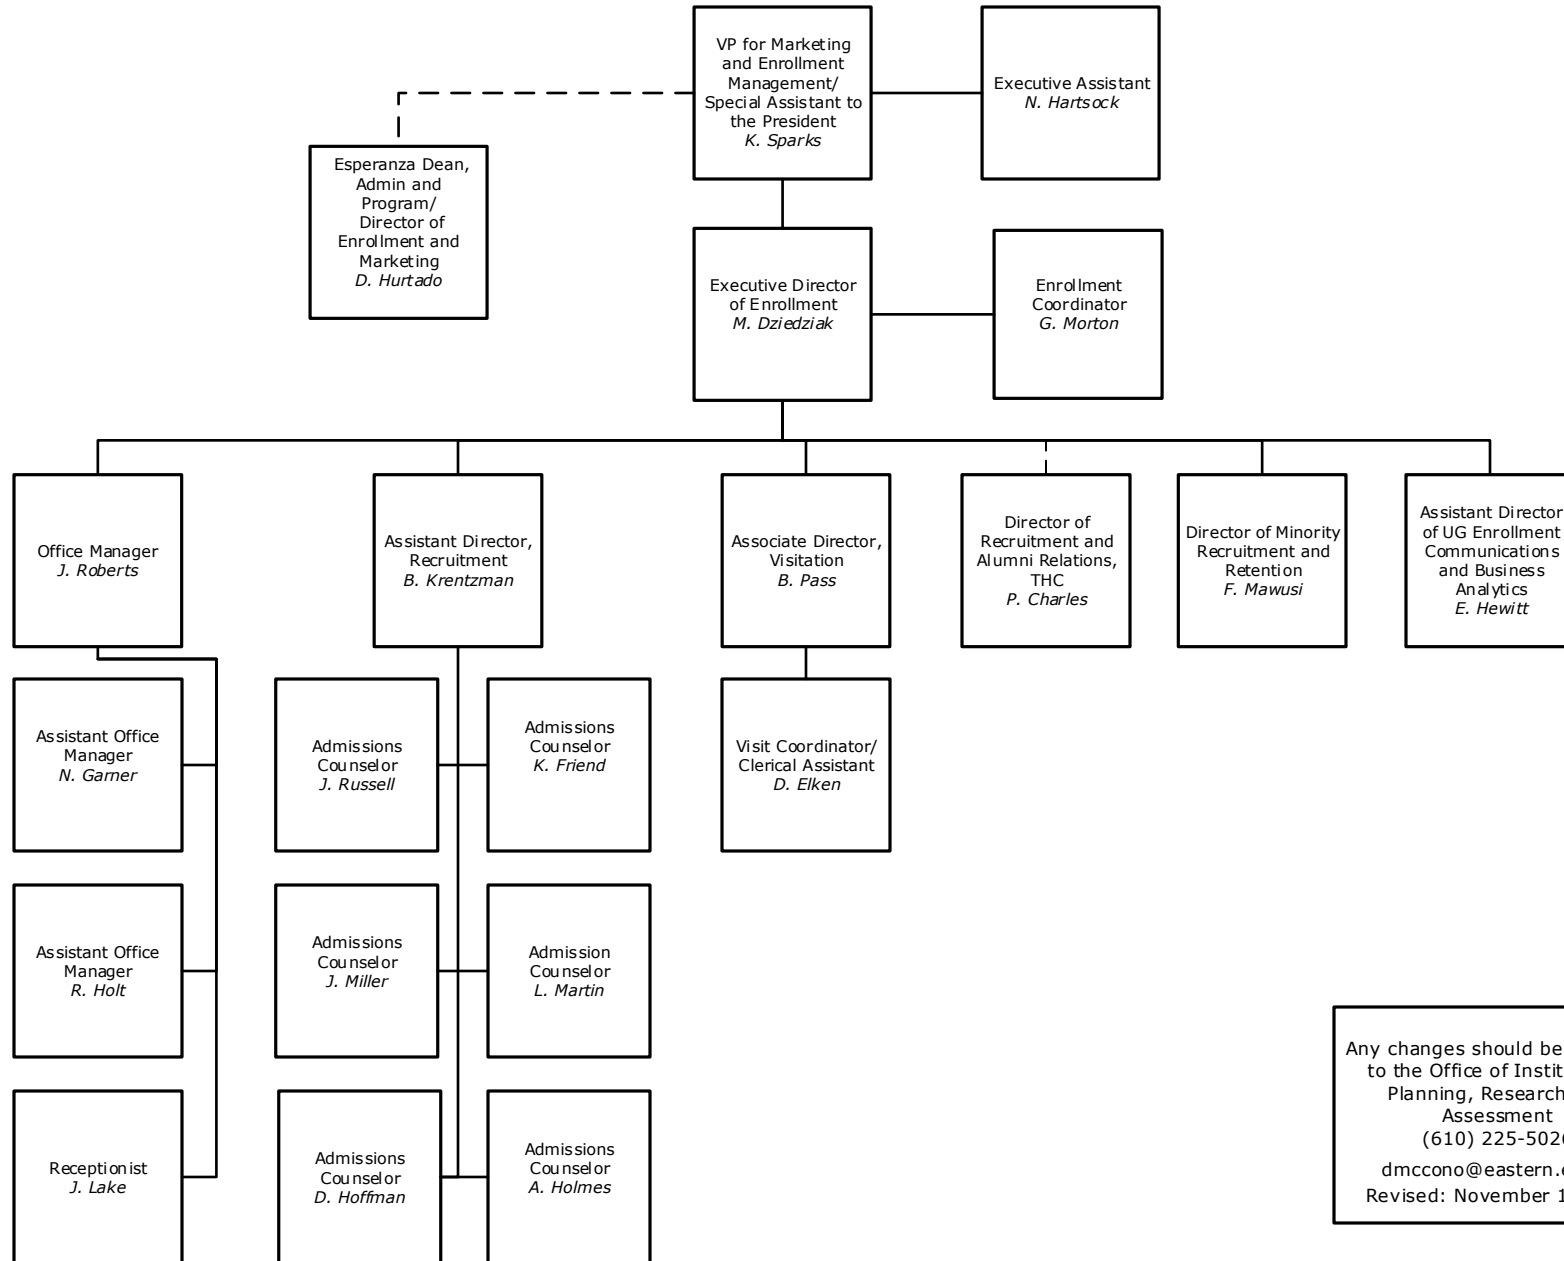 VP for Marketing
and Enrollment
Management/
Special Assistant to
the President
K. Sparks
Executive Assistant
N. Hartsock
Esperanza Dean,
Admin and
Program/
Director of
Enrollment and
Marketing
D. Hurtado
Executive Director
of Enrollment
M. Dziedziak
Enrollment
Coordinator
G. Morton
Office Manager
J. Roberts
Assistant Director,
Recruitment
B. Krentzman
Associate Director,
Visitation
B. Pass
Director of
Recruitment and
Alumni Relations,
THC
P. Charles
Director of Minority
Recruitment and
Retention
F. Mawusi
Assistant Director
of UG Enrollment
Communications
and Business
Analytics
E. Hewitt
Assistant Office
Manager
N. Garner
Admissions
Counselor
J. Russell
Admissions
Counselor
K. Friend
Visit Coordinator/
Clerical Assistant
D. Elken
Assistant Office
Manager
R. Holt
Admissions
Counselor
J. Miller
Admission
Counselor
L. Martin
Receptionist
J. Lake
Admissions
Counselor
D. Hoffman
Admissions
Counselor
A. Holmes
Any changes should be
to the Office of
Planning, Research
Assessment
(610)
Revised: November